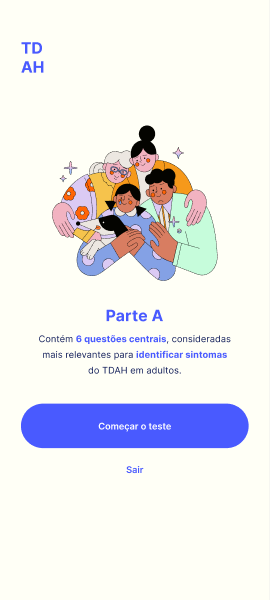 TD
AH
Parte A
Contém 6 questões centrais, consideradas
mais relevantes para identificar sintomas
do TDAH em adultos.
Começar o teste
Sair